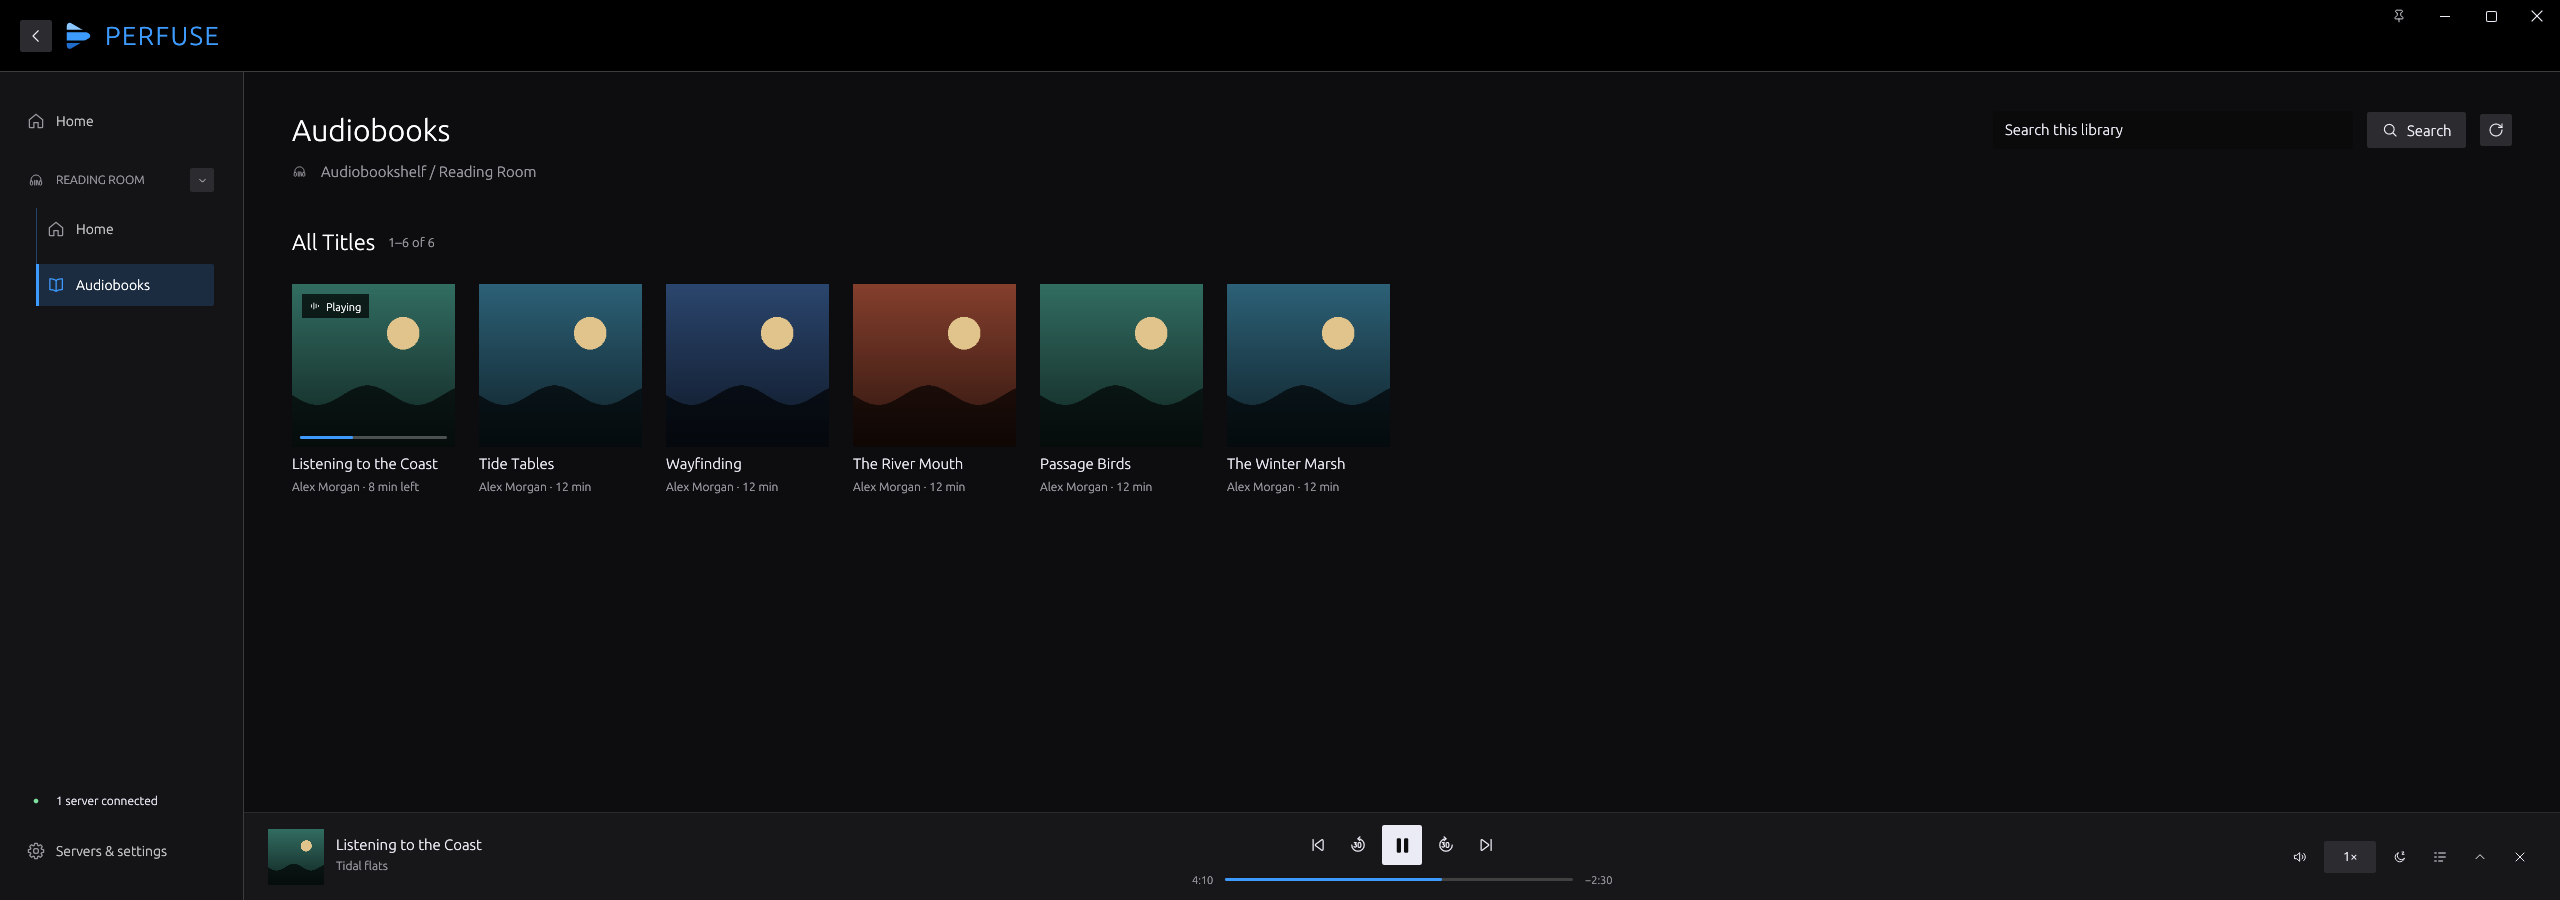 PERFUSE
Home
READING ROOM
Home
Audiobooks
1 server connected
Servers & settings
Audiobooks
Audiobookshelf / Reading Room
Search this library
Search
All Titles 1–6 of 6
Playing
Listening to the Coast
Alex Morgan · 8 min left
Tide Tables
Alex Morgan · 12 min
Wayfinding
Alex Morgan · 12 min
The River Mouth
Alex Morgan · 12 min
Passage Birds
Alex Morgan · 12 min
The Winter Marsh
Alex Morgan · 12 min
Listening to the Coast
Tidal flats
30
30
4:10
−2:30
1×